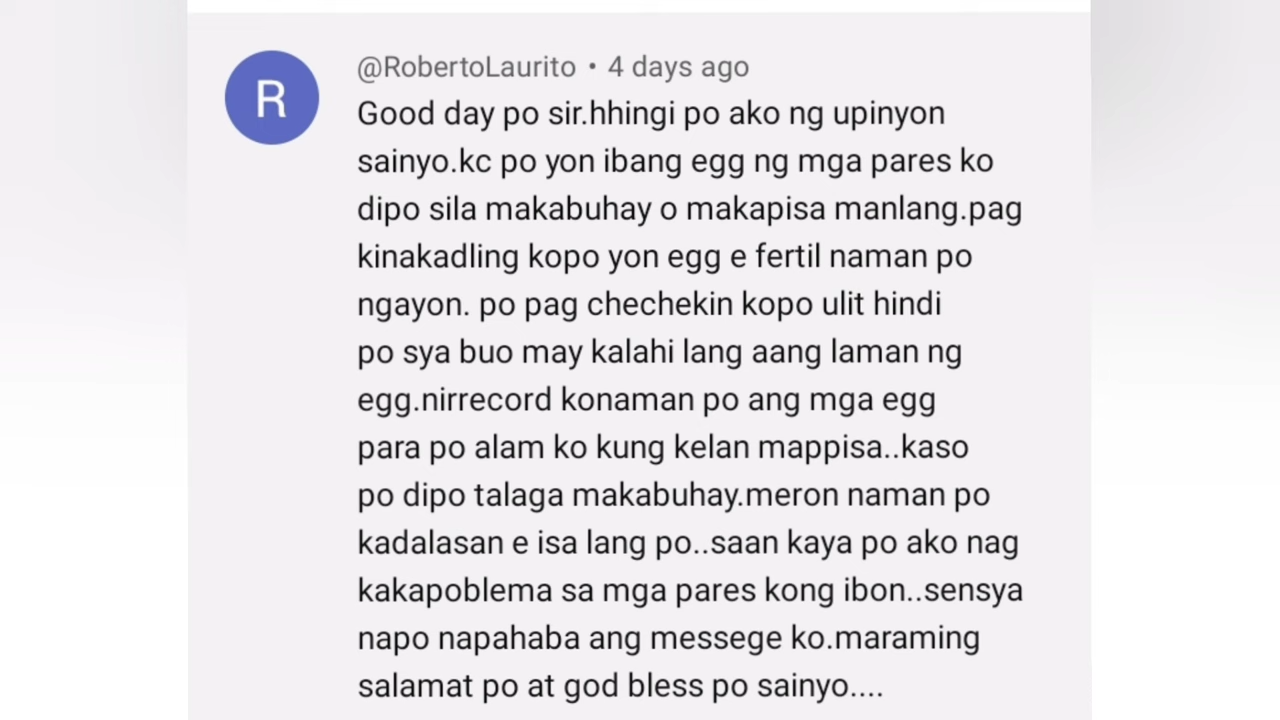 R
@RobertoLaurito • 4 days ago
Good day po sir.hhingi po ako ng upinyon
sainyo.kc po yon ibang egg ng mga pares ko
dipo sila makabuhay o makapisa manlang.pag
kinakadling kopo yon egg e fertil naman po
ngayon. po pag chechekin kopo ulit hindi
po sya buo may kalahi lang aang laman ng
egg.nirrecord konaman po ang mga egg
para po alam ko kung kelan mappisa..kaso
po dipo talaga makabuhay.meron naman po
kadalasan e isa lang po..saan kaya po ako nag
kakapoblema sa mga pares kong ibon..sensya
napo napahaba ang messege ko.maraming
salamat po at god bless po sainyo....